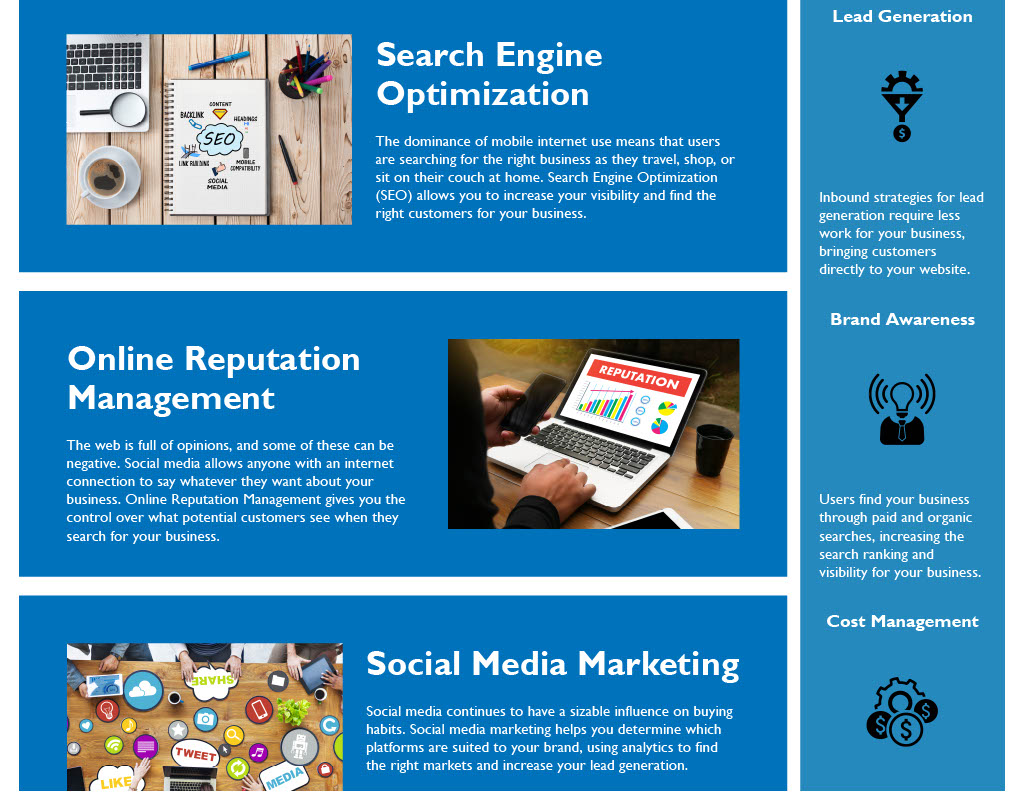 Search Engine
Optimization
The dominance of mobile internet use means that users
are searching for the right business as they travel, shop, or
sit on their couch at home. Search Engine Optimization
(SEO) allows you to increase your visibility and find the
right customers for your business.
CONTENT
BACKLINK
HEADINGS
SEO
LINK BUILDING
MOBILE
COMPATIBILITY
SOCIAL
MEDIA
Online Reputation
Management
The web is full of opinions, and some of these can be
negative. Social media allows anyone with an internet
connection to say whatever they want about your
business. Online Reputation Management gives you the
control over what potential customers see when they
search for your business.
REPUTATION
Social Media Marketing
Social media continues to have a sizable influence on buying
habits. Social media marketing helps you determine which
platforms are suited to your brand, using analytics to find
the right markets and increase your lead generation.
SHARE
TWEET
LIKE
MEDIA
Lead Generation
$
Inbound strategies for lead
generation require less
work for your business,
bringing customers
directly to your website.
Brand Awareness
Users find your business
through paid and organic
searches, increasing the
search ranking and
visibility for your business.
Cost Management
$ $ $